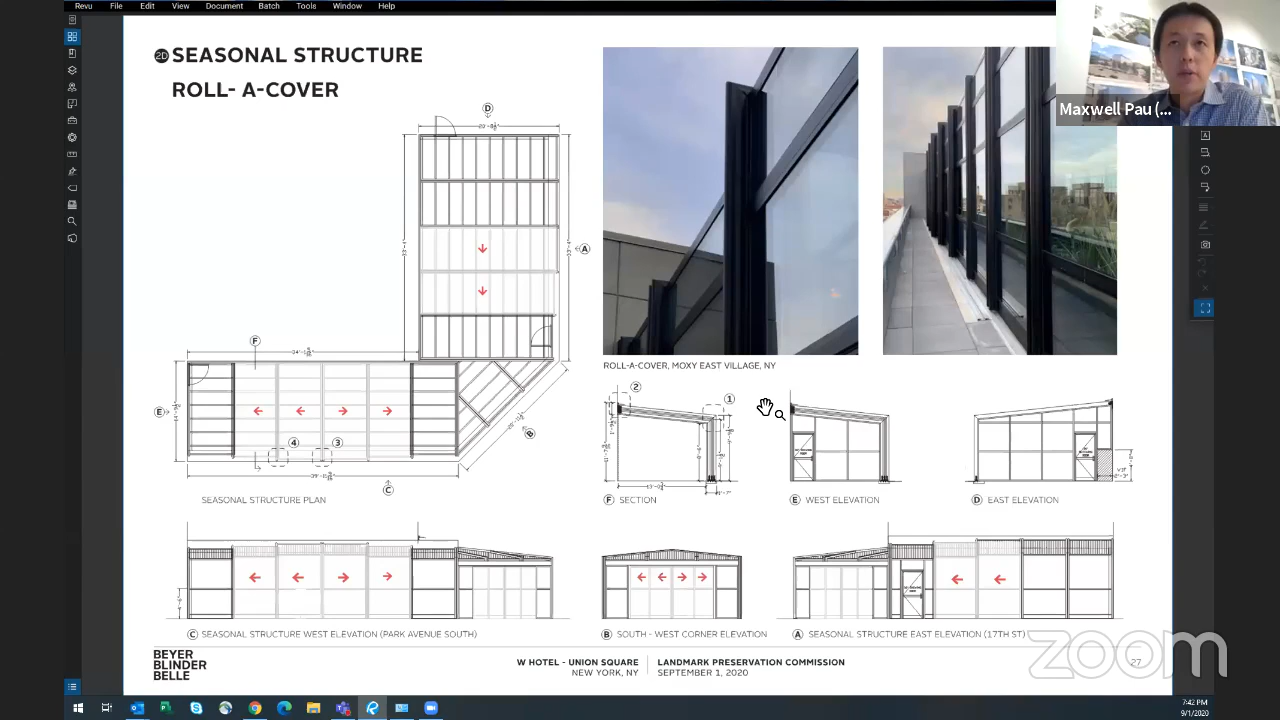 Revu File Edit View Document Batch Tools Window Help
2D SEASONAL STRUCTURE
ROLL- A-COVER
Maxwell Pau (...
D
A
F
E
B
4
3
C
SEASONAL STRUCTURE PLAN
ROLL-A-COVER, MOXY EAST VILLAGE, NY
2
1
F SECTION
E WEST ELEVATION
D EAST ELEVATION
C SEASONAL STRUCTURE WEST ELEVATION (PARK AVENUE SOUTH)
B SOUTH - WEST CORNER ELEVATION
A SEASONAL STRUCTURE EAST ELEVATION (17TH ST)
BEYER
BLINDER
BELLE
W HOTEL - UNION SQUARE
NEW YORK, NY
LANDMARK PRESERVATION COMMISSION
SEPTEMBER 1, 2020
27
zoom
7:42 PM
9/1/2020